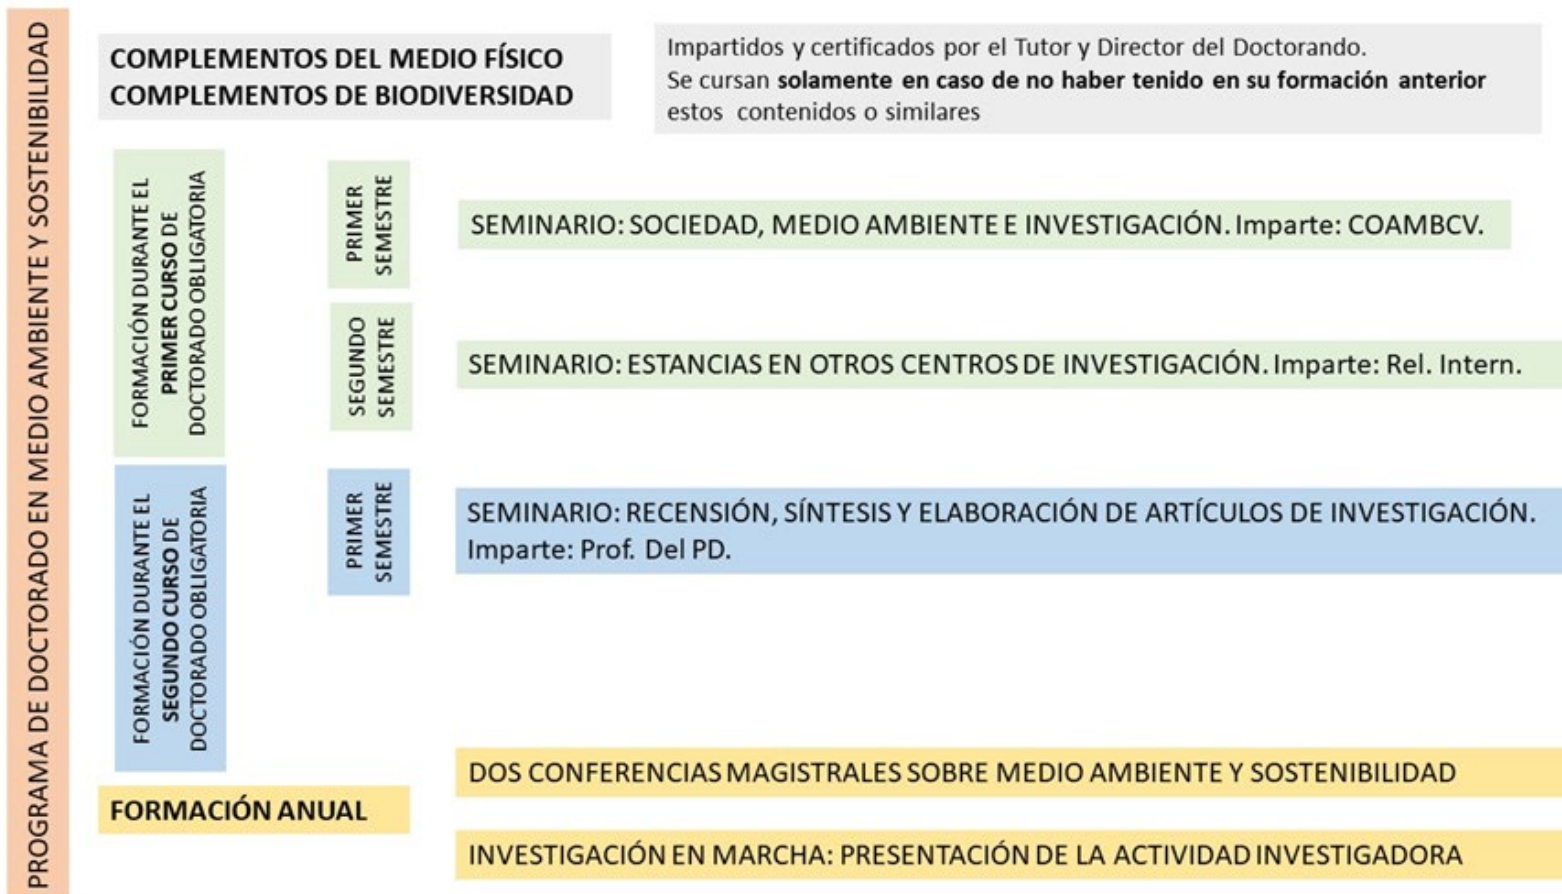 PROGRAMA DE DOCTORADO EN MEDIO AMBIENTE Y SOSTENIBILIDAD
COMPLEMENTOS DEL MEDIO FÍSICO
COMPLEMENTOS DE BIODIVERSIDAD
Impartidos y certificados por el Tutor y Director del Doctorando.
Se cursan solamente en caso de no haber tenido en su formación anterior
estos contenidos o similares
FORMACIÓN DURANTE EL
PRIMER CURSO DE
DOCTORADO OBLIGATORIA
PRIMER
SEMESTRE
SEMINARIO: SOCIEDAD, MEDIO AMBIENTE E INVESTIGACIÓN. Imparte: COAMBCV.
SEGUNDO
SEMESTRE
SEMINARIO: ESTANCIAS EN OTROS CENTROS DE INVESTIGACIÓN. Imparte: Rel. Intern.
FORMACIÓN DURANTE EL
SEGUNDO CURSO DE
DOCTORADO OBLIGATORIA
PRIMER
SEMESTRE
SEMINARIO: RECENSIÓN, SÍNTESIS Y ELABORACIÓN DE ARTÍCULOS DE INVESTIGACIÓN.
Imparte: Prof. Del PD.
FORMACIÓN ANUAL
DOS CONFERENCIAS MAGISTRALES SOBRE MEDIO AMBIENTE Y SOSTENIBILIDAD
INVESTIGACIÓN EN MARCHA: PRESENTACIÓN DE LA ACTIVIDAD INVESTIGADORA